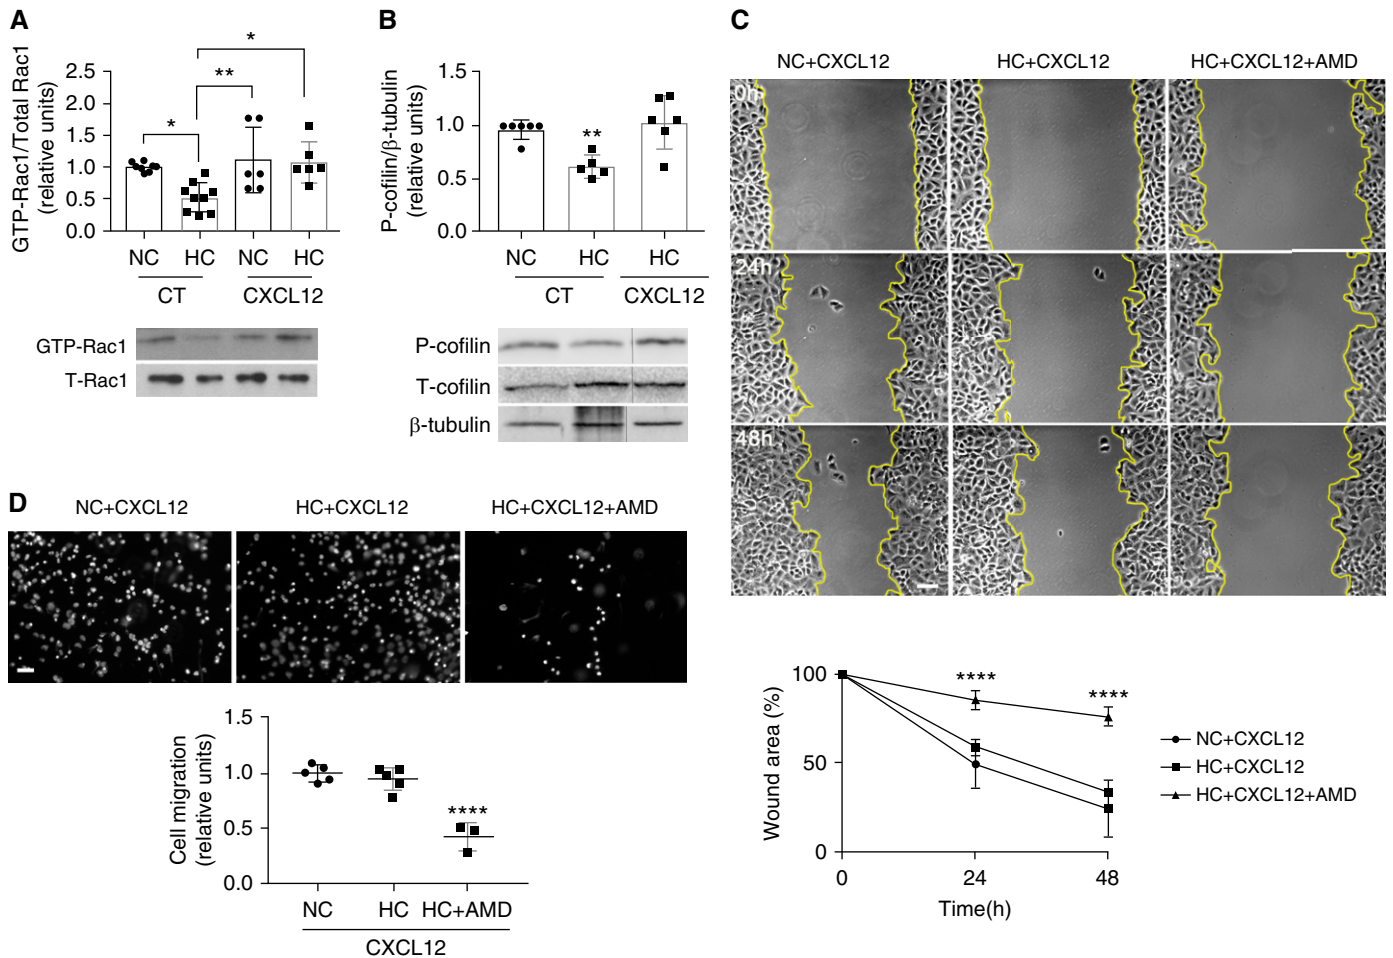 A
GTP-Rac1/Total Rac1
(relative units)
2.5
2.0
1.5
1.0
0.5
0.0
*
**
*
NC HC NC HC
CT CXCL12
GTP-Rac1
T-Rac1
B
P-cofilin/β-tubulin
(relative units)
1.5
1.0
0.5
0.0
**
NC HC HC
CT CXCL12
P-cofilin
T-cofilin
β-tubulin
C
NC+CXCL12 HC+CXCL12 HC+CXCL12+AMD
0h
24h
48h
Wound area (%)
100
50
0
**** ****
0 24 48
Time(h)
NC+CXCL12
HC+CXCL12
HC+CXCL12+AMD
D
NC+CXCL12 HC+CXCL12 HC+CXCL12+AMD
Cell migration
(relative units)
1.5
1.0
0.5
0.0
****
NC HC HC+AMD
CXCL12